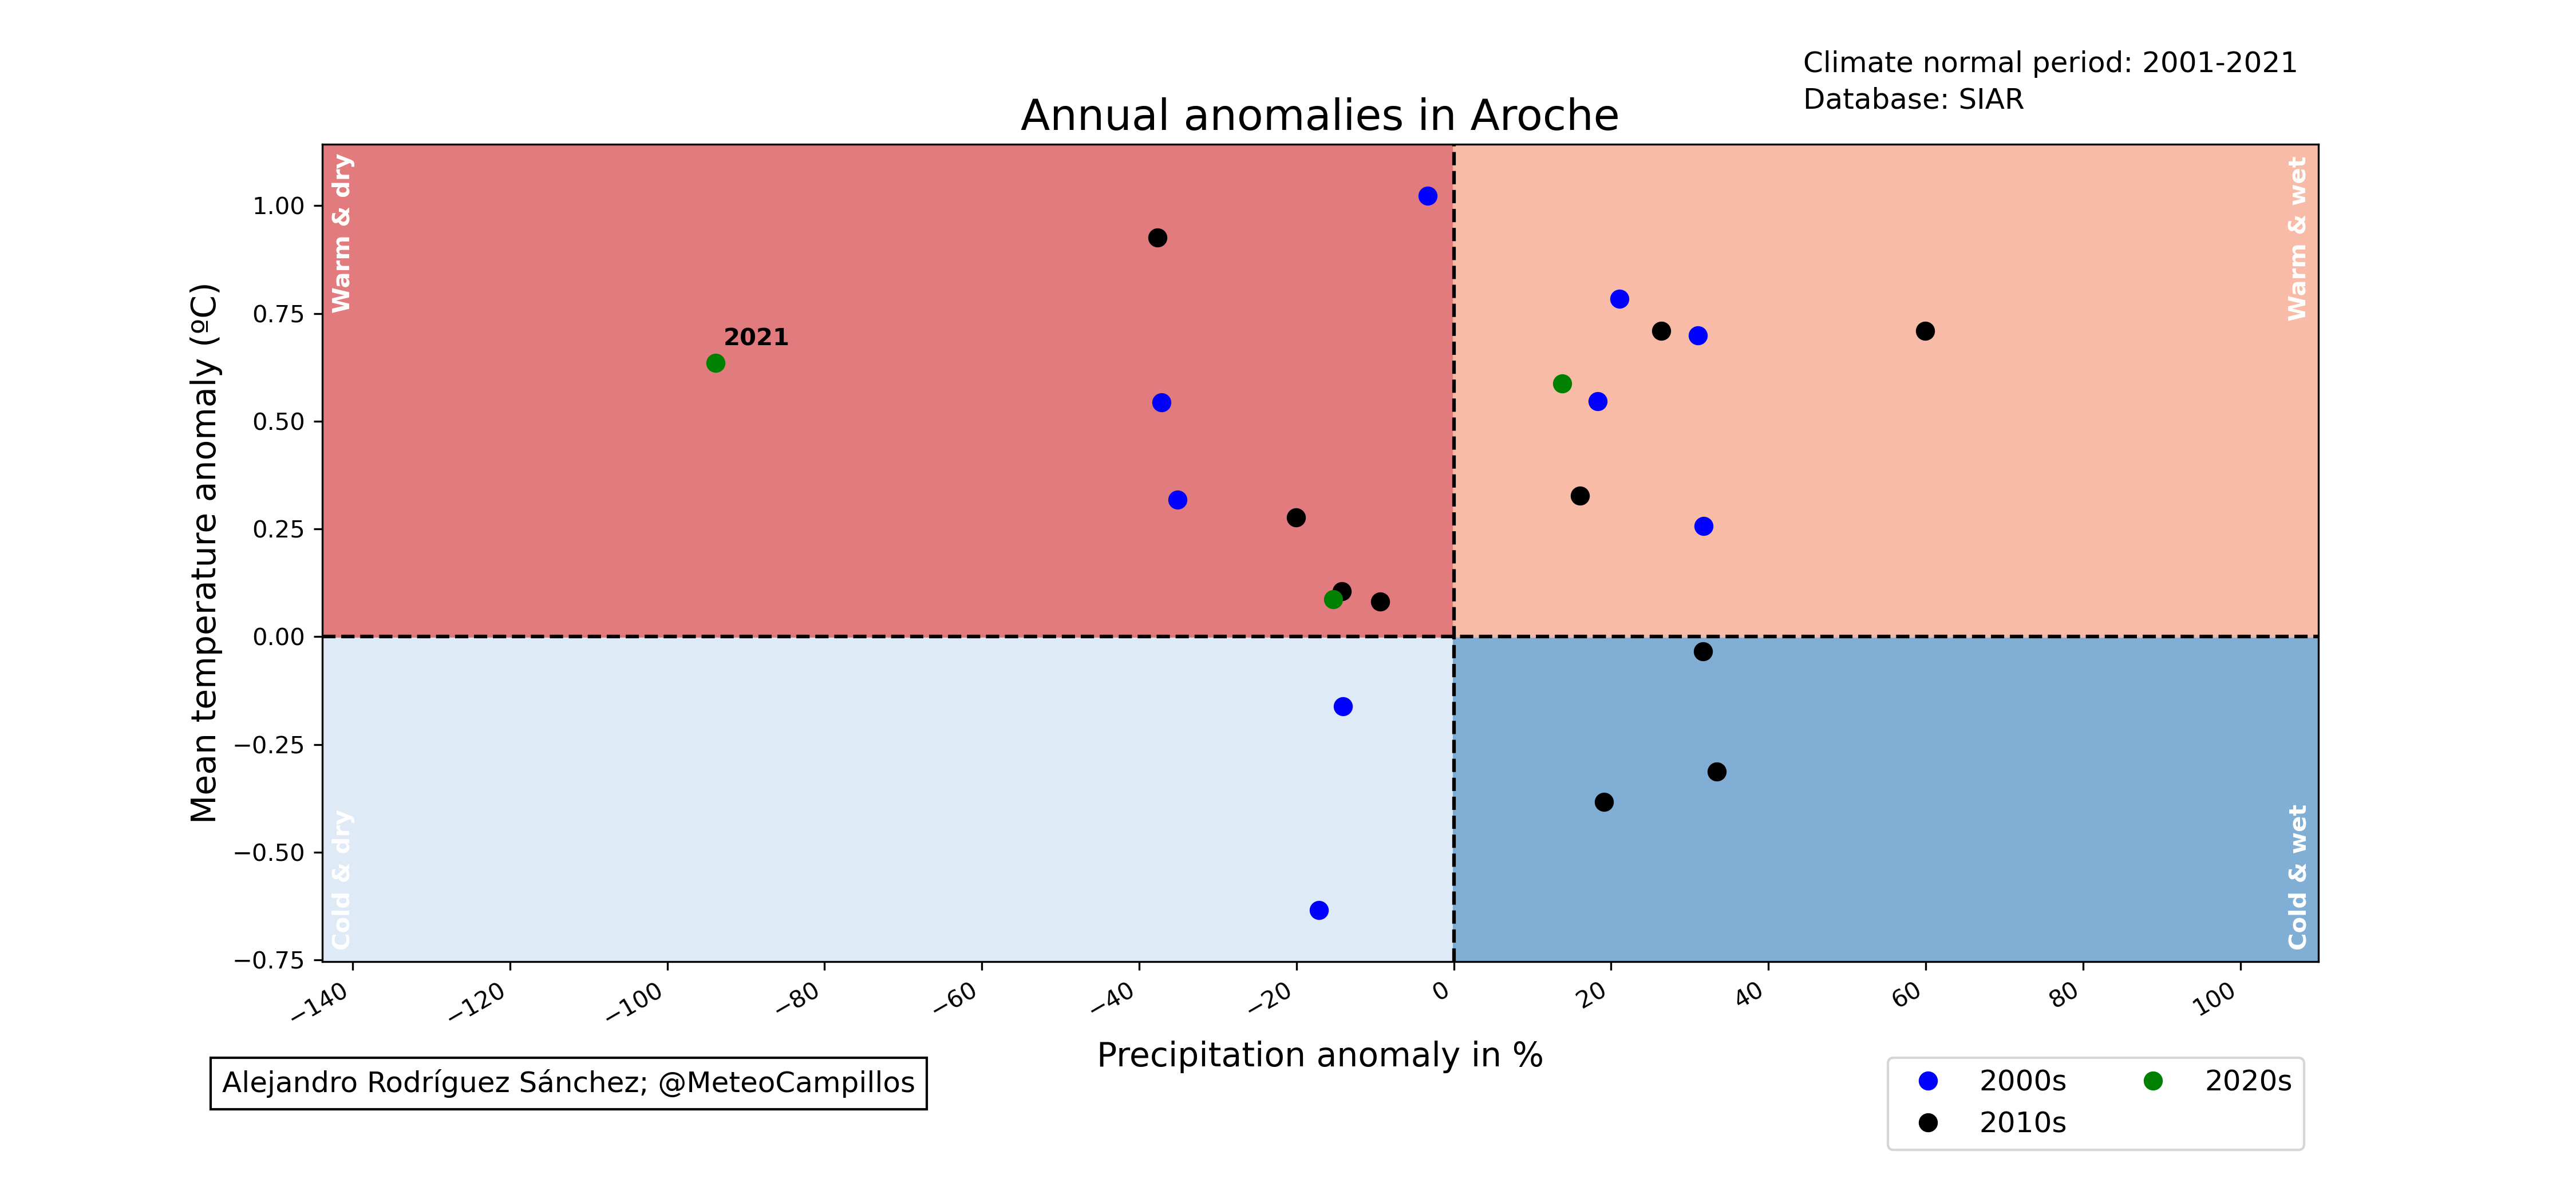 Climate normal period: 2001-2021
Database: SIAR
Annual anomalies in Aroche
Warm & dry
Warm & wet
Cold & dry
Cold & wet
2021
Mean temperature anomaly (ºC)
1.00
0.75
0.50
0.25
0.00
−0.25
−0.50
−0.75
−140 −120 −100 −80 −60 −40 −20 0 20 40 60 80 100
Precipitation anomaly in %
Alejandro Rodríguez Sánchez; @MeteoCampillos
2000s 2020s
2010s